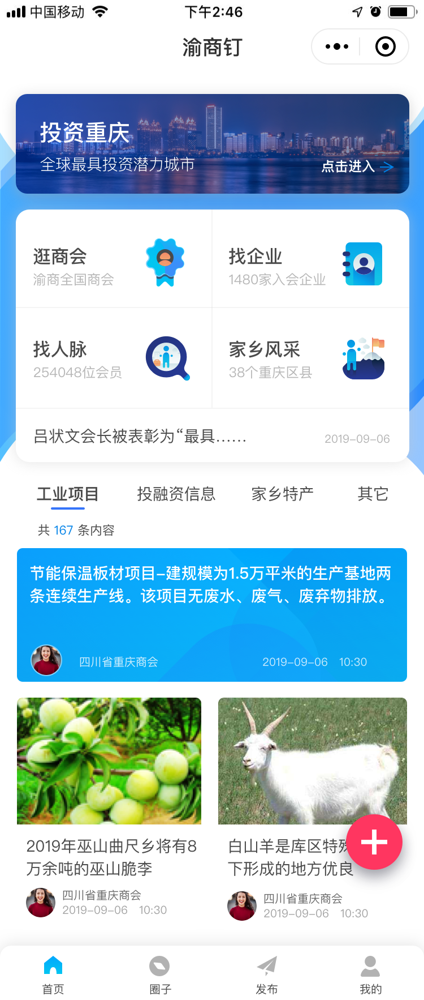 中国移动 下午2:46
渝商钉
投资重庆
全球最具投资潜力城市
点击进入
逛商会
渝商全国商会
找企业
1480家入会企业
找人脉
254048位会员
家乡风采
38个重庆区县
吕状文会长被表彰为“最具…… 2019-09-06
工业项目 投融资信息 家乡特产 其它
共 167 条内容
节能保温板材项目-建规模为1.5万平米的生产基地两
条连续生产线。该项目无废水、废气、废弃物排放。
四川省重庆商会 2019-09-06 10:30
2019年巫山曲尺乡将有8
万余吨的巫山脆李
四川省重庆商会
2019-09-06 10:30
白山羊是库区特
下形成的地方优良
四川省重庆商会
2019-09-06 10:30
首页 圈子 发布 我的